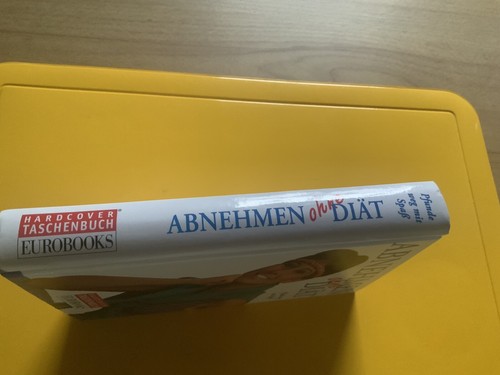 HARDCOVER
TASCHENBUCH
EUROBOOKS
ABNEHMEN ohne DIÄT
Pfunde
weg mit
Spaß